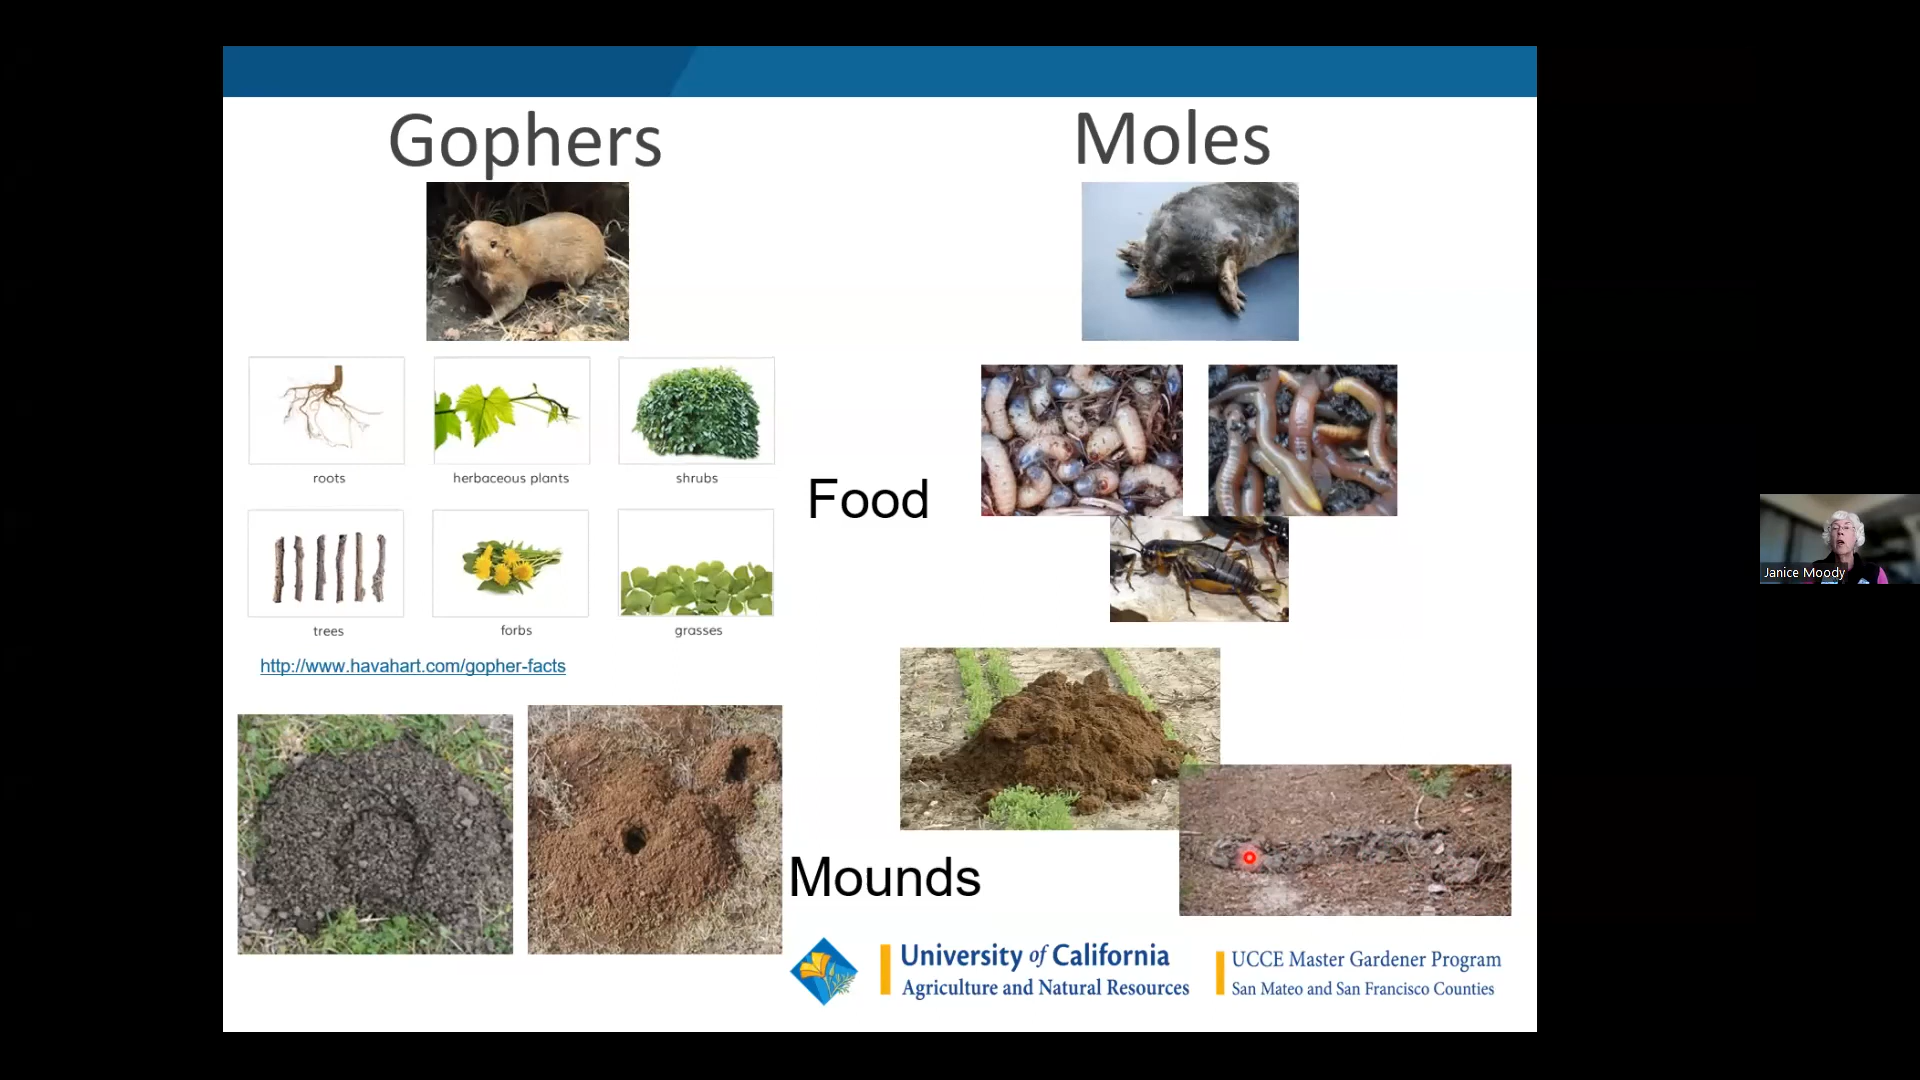 Gophers
Moles
roots
herbaceous plants
shrubs
Food
trees
forbs
grasses
http://www.havahart.com/gopher-facts
Mounds
University of California
Agriculture and Natural Resources
UCCE Master Gardener Program
San Mateo and San Francisco Counties
Janice Moody